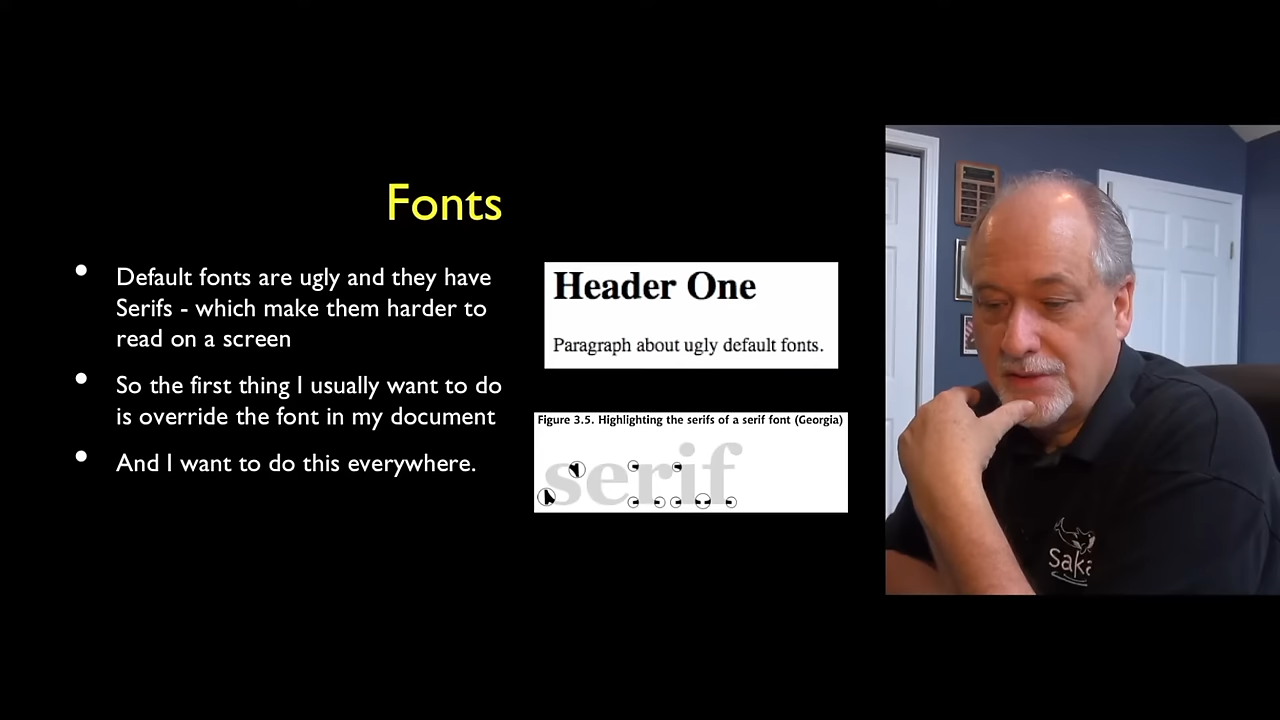 Fonts
• Default fonts are ugly and they have
Serifs - which make them harder to
read on a screen
• So the first thing I usually want to do
is override the font in my document
• And I want to do this everywhere.
Header One
Paragraph about ugly default fonts.
Figure 3.5. Highlighting the serifs of a serif font (Georgia)
serif
saka